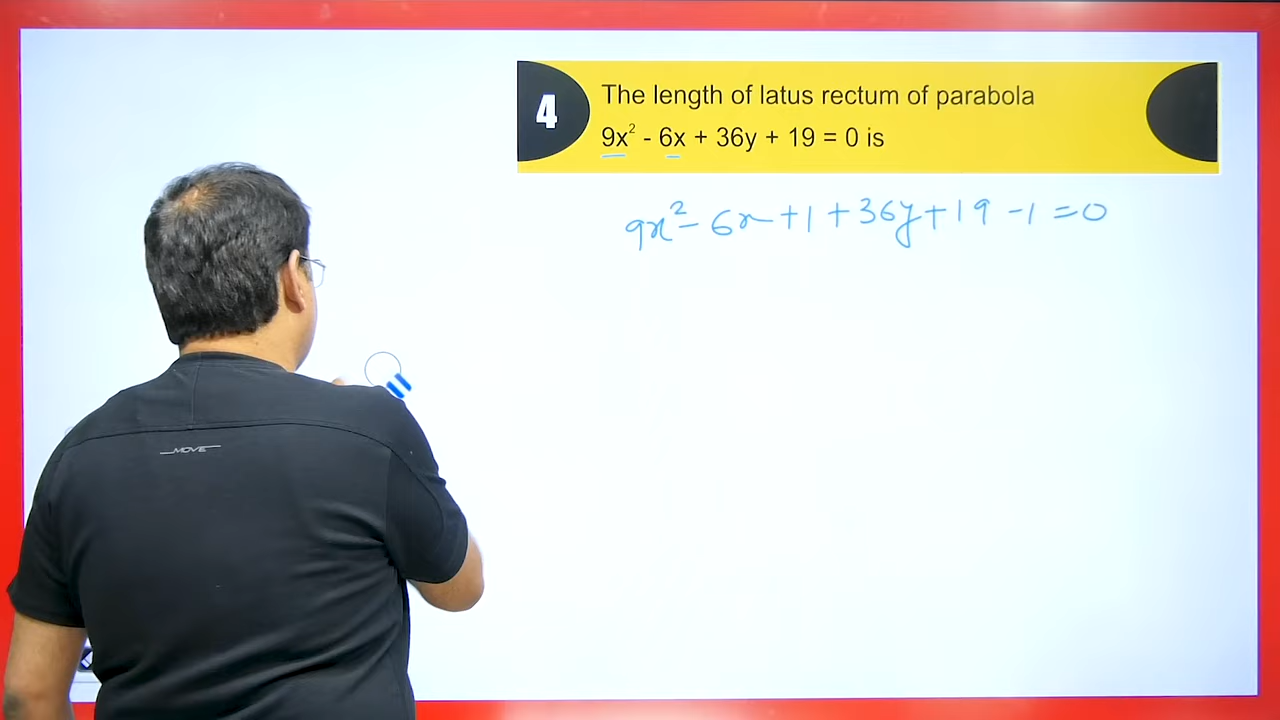 4
The length of latus rectum of parabola
9x² - 6x + 36y + 19 = 0 is
9x² - 6x + 1 + 36y + 19 - 1 = 0
MOVE